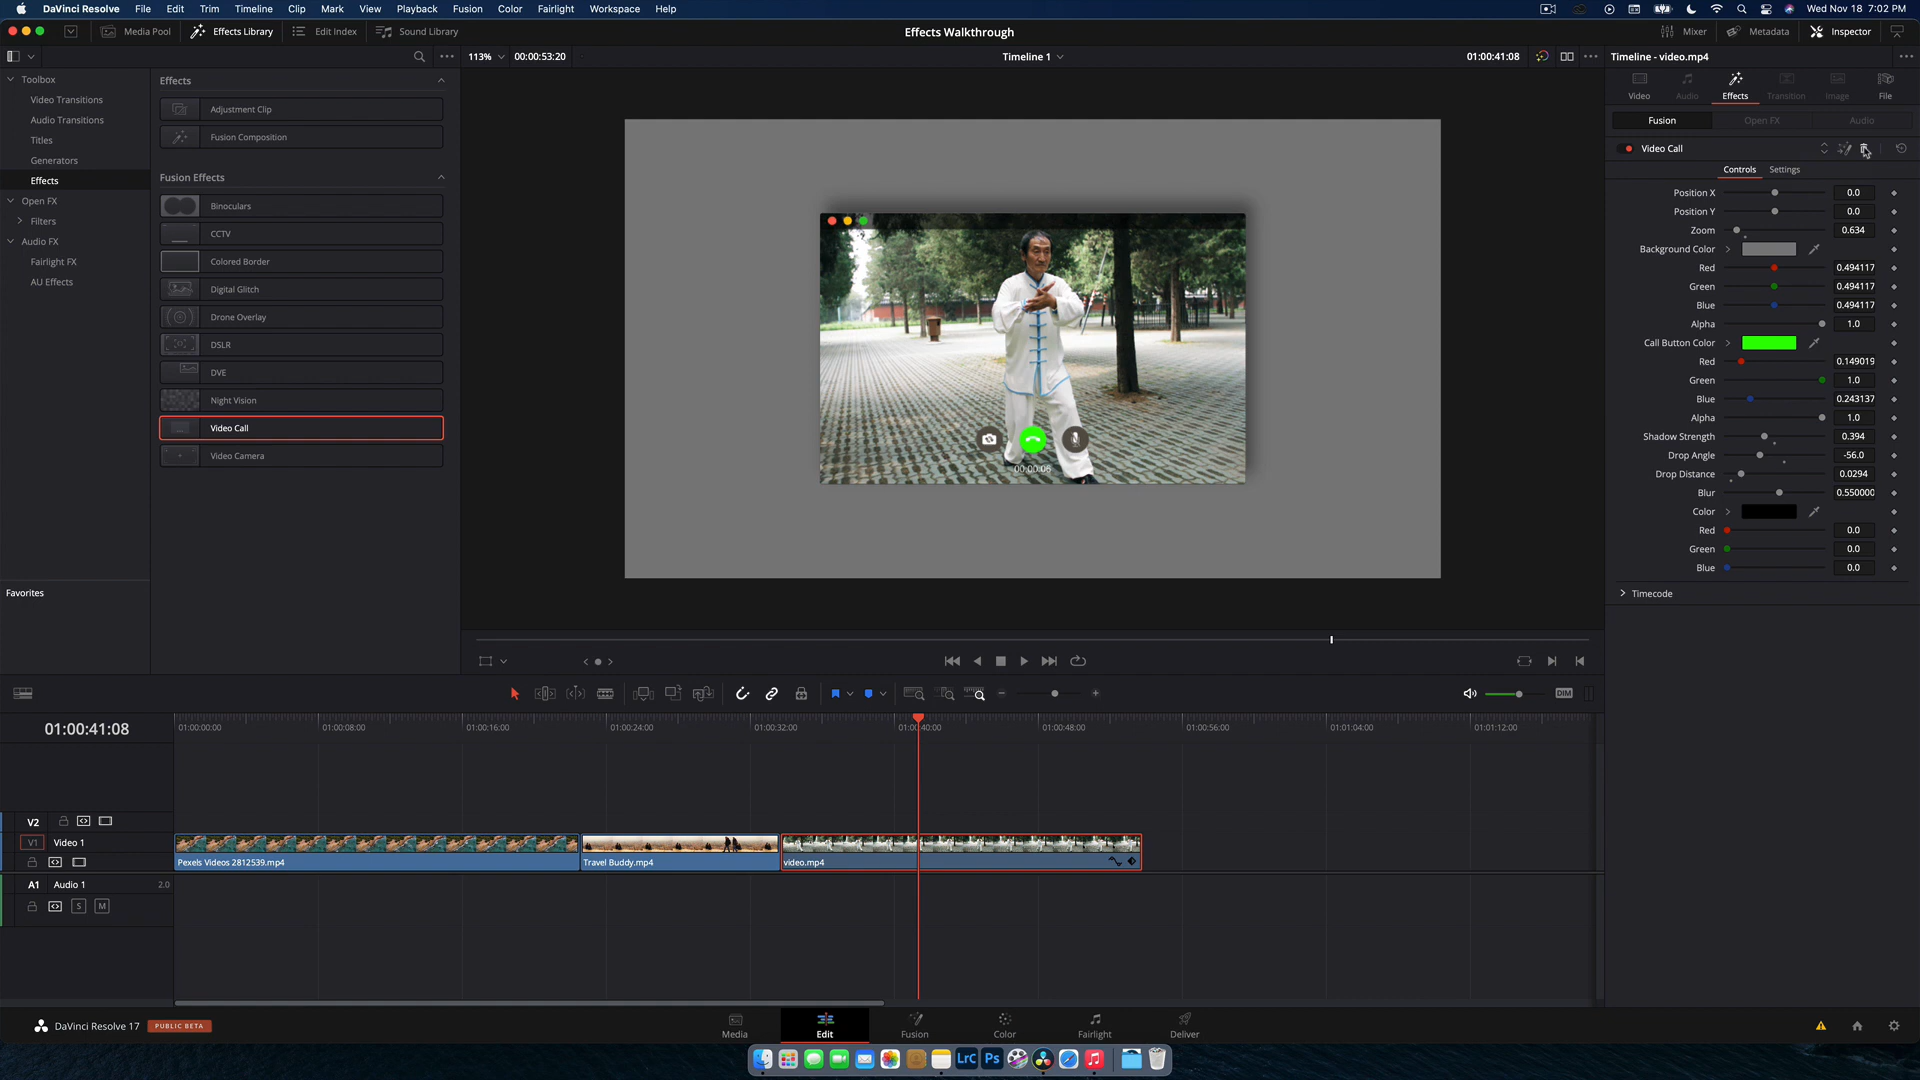 DaVinci Resolve File Edit Trim Timeline Clip Mark View Playback Fusion Color Fairlight Workspace Help Wed Nov 18 7:02 PM
Media Pool Effects Library Edit Index Sound Library Effects Walkthrough Mixer Metadata Inspector
113% 00:00:53:20 Timeline 1 01:00:41:08 Timeline - video.mp4
Toolbox
Video Transitions
Audio Transitions
Titles
Generators
Effects
Open FX
Filters
Audio FX
Fairlight FX
AU Effects
Favorites
Effects
Adjustment Clip
Fusion Composition
Fusion Effects
Binoculars
CCTV
Colored Border
Digital Glitch
Drone Overlay
DSLR
DVE
Night Vision
Video Call
Video Camera
00:00:06
Video Audio Effects Transition Image File
Fusion Open FX Audio
Video Call
Controls Settings
Position X 0.0
Position Y 0.0
Zoom 0.634
Background Color
Red 0.494117
Green 0.494117
Blue 0.494117
Alpha 1.0
Call Button Color
Red 0.149019
Green 1.0
Blue 0.243137
Alpha 1.0
Shadow Strength 0.394
Drop Angle -56.0
Drop Distance 0.0294
Blur 0.550000
Color
Red 0.0
Green 0.0
Blue 0.0
Timecode
DIM
01:00:41:08 01:00:00:00 01:00:08:00 01:00:16:00 01:00:24:00 01:00:32:00 01:00:40:00 01:00:48:00 01:00:56:00 01:01:04:00 01:01:12:00
V2
V1 Video 1
Pexels Videos 2812539.mp4 Travel Buddy.mp4 video.mp4
A1 Audio 1 2.0
S M
DaVinci Resolve 17 PUBLIC BETA
Media Edit Fusion Color Fairlight Deliver
LrC Ps